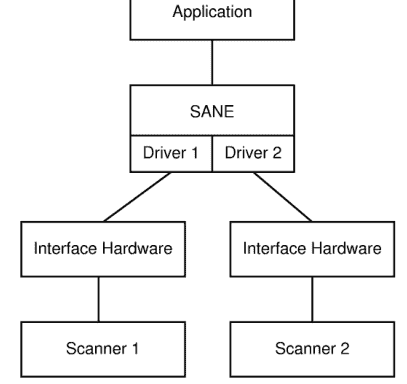 Application
SANE
Driver 1 Driver 2
Interface Hardware Interface Hardware
Scanner 1 Scanner 2